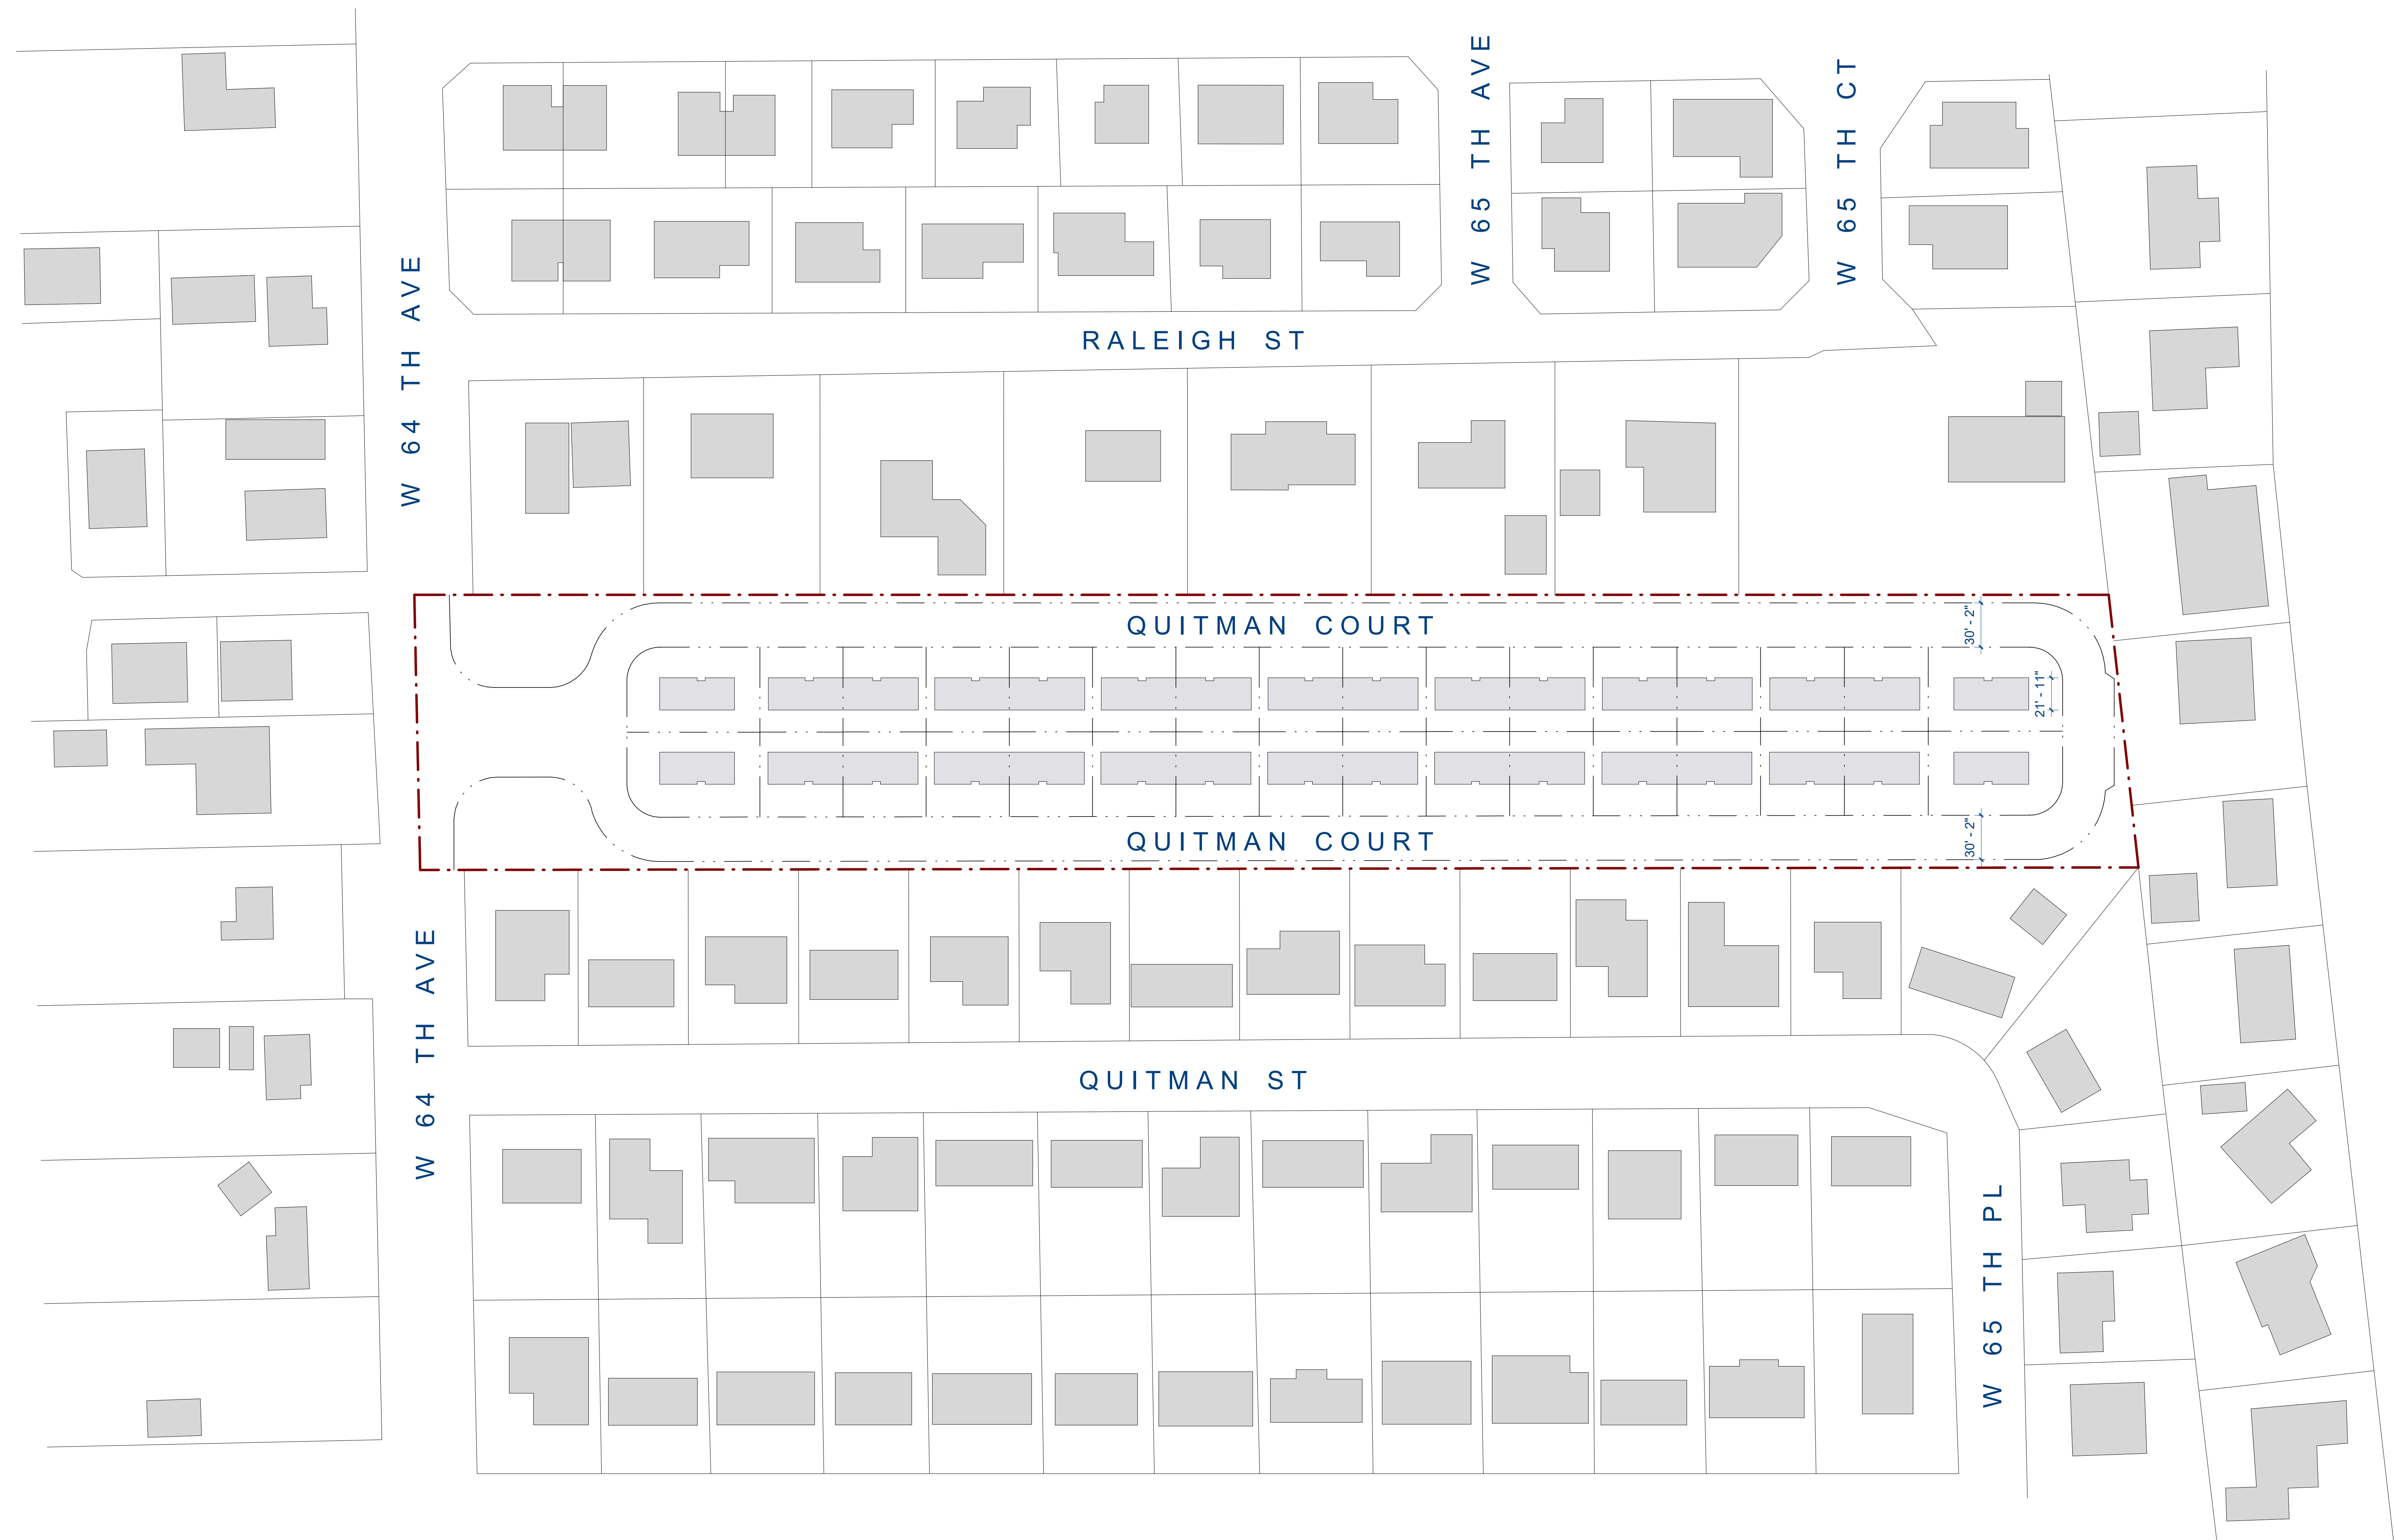 W 65 TH AVE
W 65 TH CT
W 64 TH AVE
RALEIGH ST
QUITMAN COURT
30' - 2"
21' - 11"
QUITMAN COURT
30' - 2"
W 64 TH AVE
QUITMAN ST
W 65 TH PL